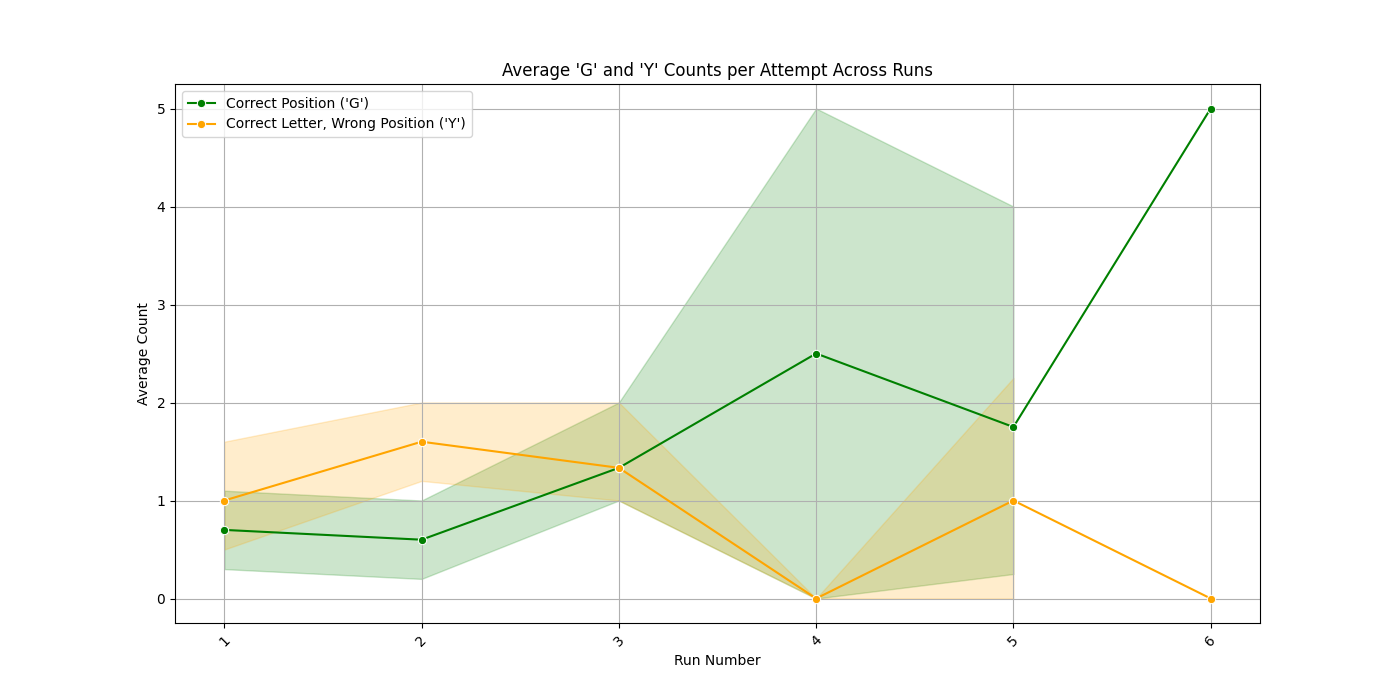 Average 'G' and 'Y' Counts per Attempt Across Runs
Correct Position ('G')
Correct Letter, Wrong Position ('Y')
5
4
3
2
1
0
Average Count
1
2
3
4
5
6
Run Number